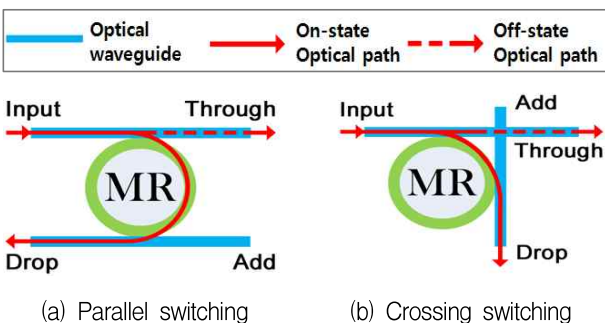 Optical waveguide
On-state Optical path
Off-state Optical path
Input Through
MR
Drop Add
(a) Parallel switching
Input Add
Through
MR
Drop
(b) Crossing switching